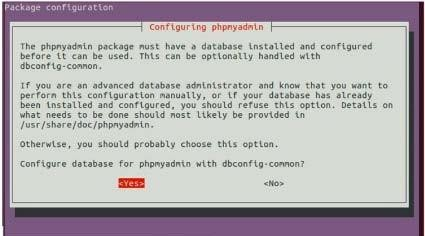 Package configuration
Configuring phpmyadmin
The phpmyadmin package must have a database installed and configured
before it can be used. This can be optionally handled with
dbconfig-common.
If you are an advanced database administrator and know that you want to
perform this configuration manually, or if your database has already
been installed and configured, you should refuse this option. Details on
what needs to be done should most likely be provided in
/usr/share/doc/phpmyadmin.
Otherwise, you should probably choose this option.
Configure database for phpmyadmin with dbconfig-common?
<Yes> <No>